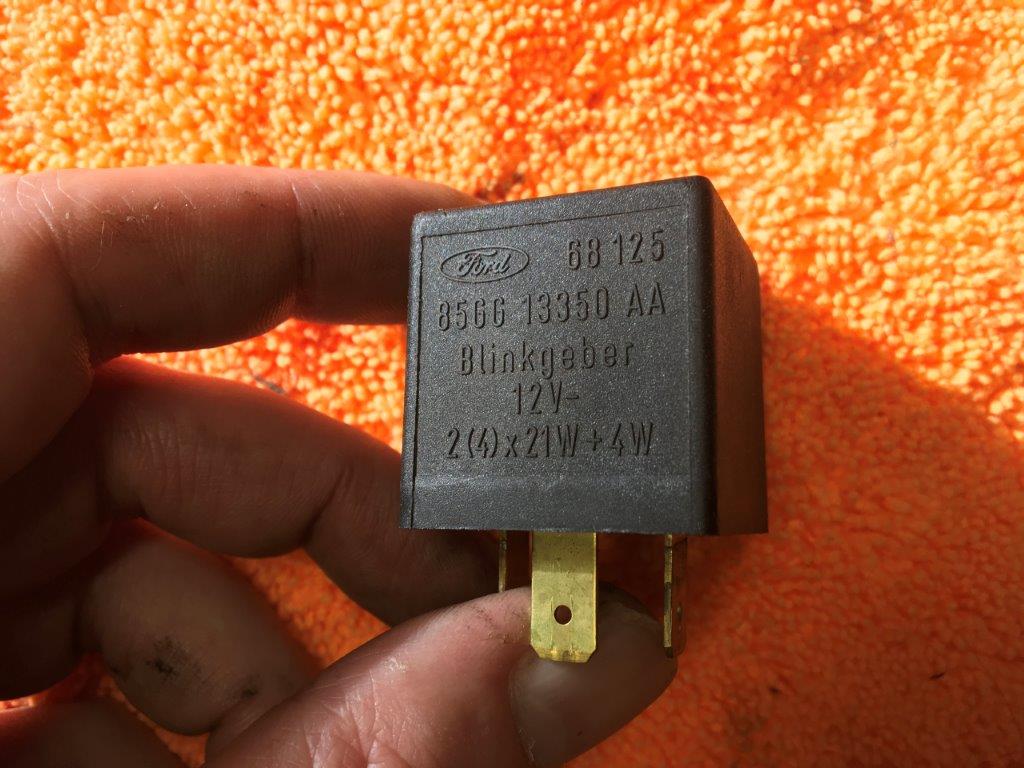 Ford 68 125
85GG 13350 AA
Blinkgeber
12V-
2(4)x21W+4W